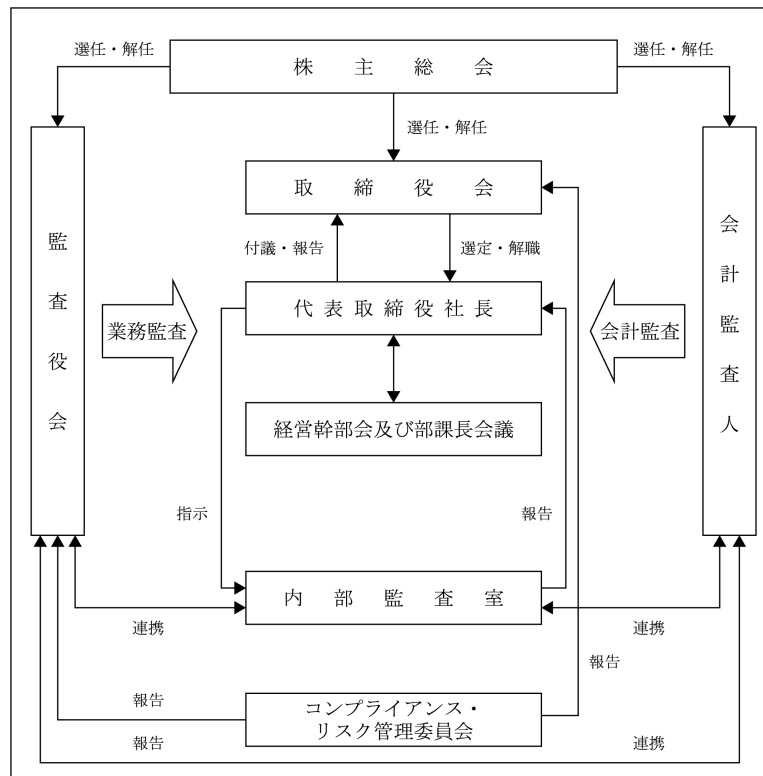 選任・解任
株主総会
選任・解任
選任・解任
取締役会
付議・報告
選定・解職
監査役会
業務監査
代表取締役社長
会計監査
会計監査人
経営幹部会及び部課長会議
指示
報告
内部監査室
連携
連携
報告
報告
コンプライアンス・
リスク管理委員会
報告
連携